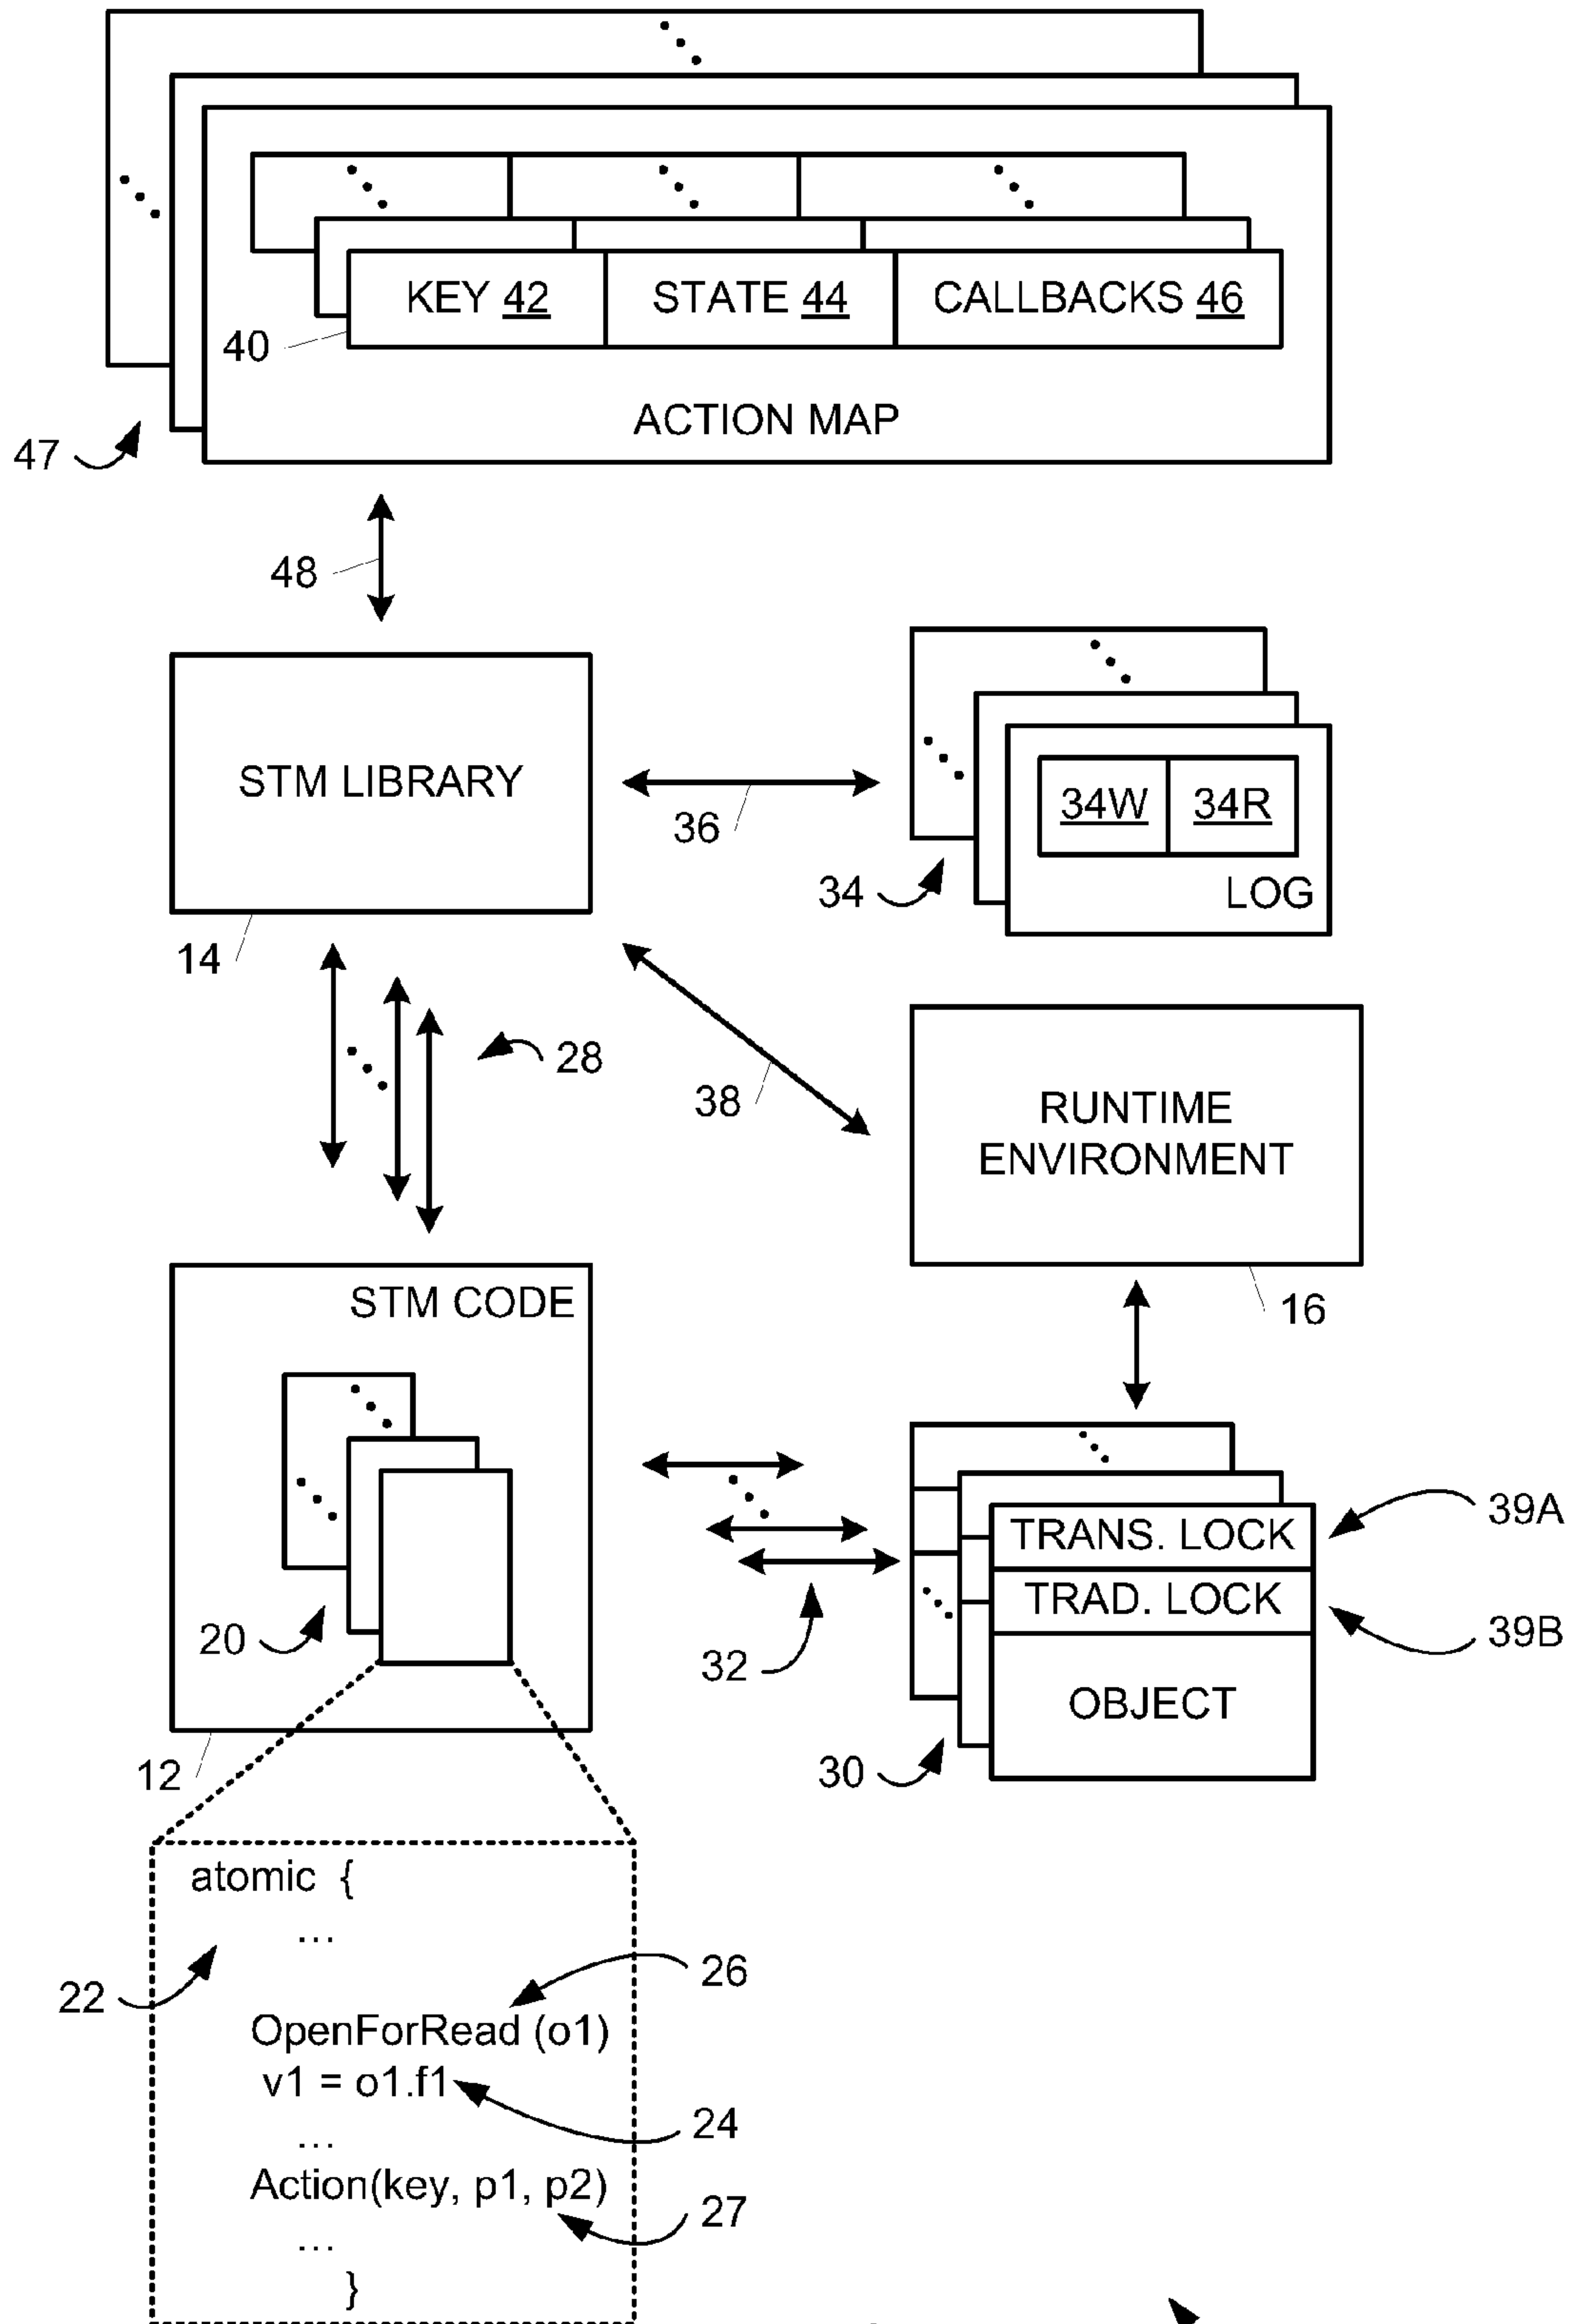 KEY 42 STATE 44 CALLBACKS 46
40
ACTION MAP
47
48
STM LIBRARY
36
34W 34R
LOG
34
14
28
38
RUNTIME
ENVIRONMENT
16
STM CODE
20
32
TRANS. LOCK
39A
TRAD. LOCK
39B
OBJECT
30
12
atomic {
...
22
26
OpenForRead (o1)
v1 = o1.f1
24
...
Action(key, p1, p2)
27
...
}